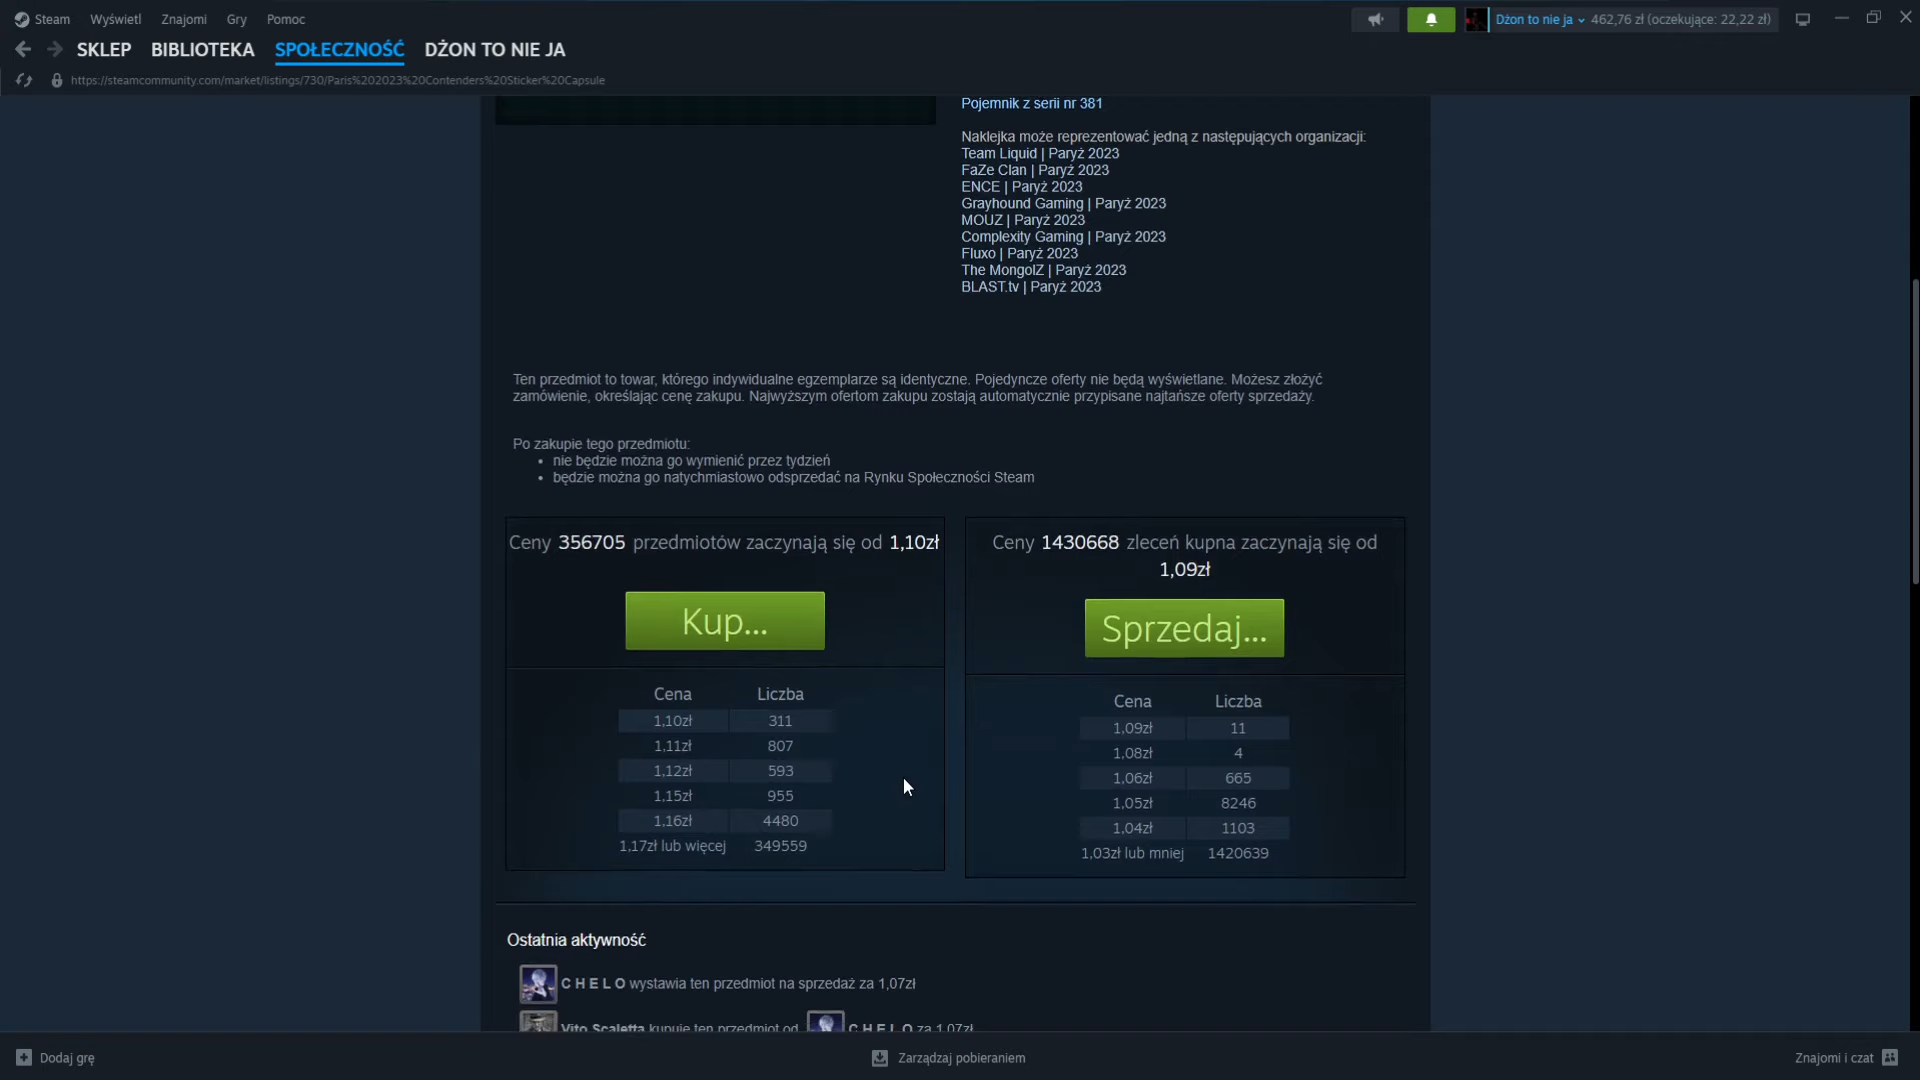 Steam Wyświetl Znajomi Gry Pomoc
Dżon to nie ja 462,76 zł (oczekujące: 22,22 zł)
SKLEP BIBLIOTEKA SPOŁECZNOŚĆ DŻON TO NIE JA
https://steamcommunity.com/market/listings/730/Paris%202023%20Contenders%20Sticker%20Capsule
Pojemnik z serii nr 381
Naklejka może reprezentować jedną z następujących organizacji:
Team Liquid | Paryż 2023
FaZe Clan | Paryż 2023
ENCE | Paryż 2023
Grayhound Gaming | Paryż 2023
MOUZ | Paryż 2023
Complexity Gaming | Paryż 2023
Fluxo | Paryż 2023
The MongolZ | Paryż 2023
BLAST.tv | Paryż 2023
Ten przedmiot to towar, którego indywidualne egzemplarze są identyczne. Pojedyncze oferty nie będą wyświetlane. Możesz złożyć
zamówienie, określając cenę zakupu. Najwyższym ofertom zakupu zostają automatycznie przypisane najtańsze oferty sprzedaży.
Po zakupie tego przedmiotu:
• nie będzie można go wymienić przez tydzień
• będzie można go natychmiastowo odsprzedać na Rynku Społeczności Steam
Ceny 356705 przedmiotów zaczynają się od 1,10zł
Kup...
Cena Liczba
1,10zł 311
1,11zł 807
1,12zł 593
1,15zł 955
1,16zł 4480
1,17zł lub więcej 349559
Ceny 1430668 zleceń kupna zaczynają się od
1,09zł
Sprzedaj...
Cena Liczba
1,09zł 11
1,08zł 4
1,06zł 665
1,05zł 8246
1,04zł 1103
1,03zł lub mniej 1420639
Ostatnia aktywność
C H E L O wystawia ten przedmiot na sprzedaż za 1,07zł
Vito Scaletta kupuje ten przedmiot od C H E L O za 1,07zł
Dodaj grę
Zarządzaj pobieraniem
Znajomi i czat